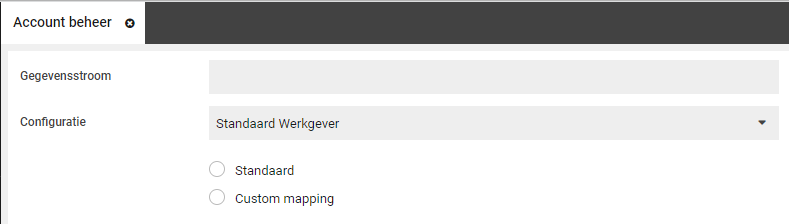 Account beheer
Gegevensstroom
Configuratie
Standaard Werkgever
Standaard
Custom mapping